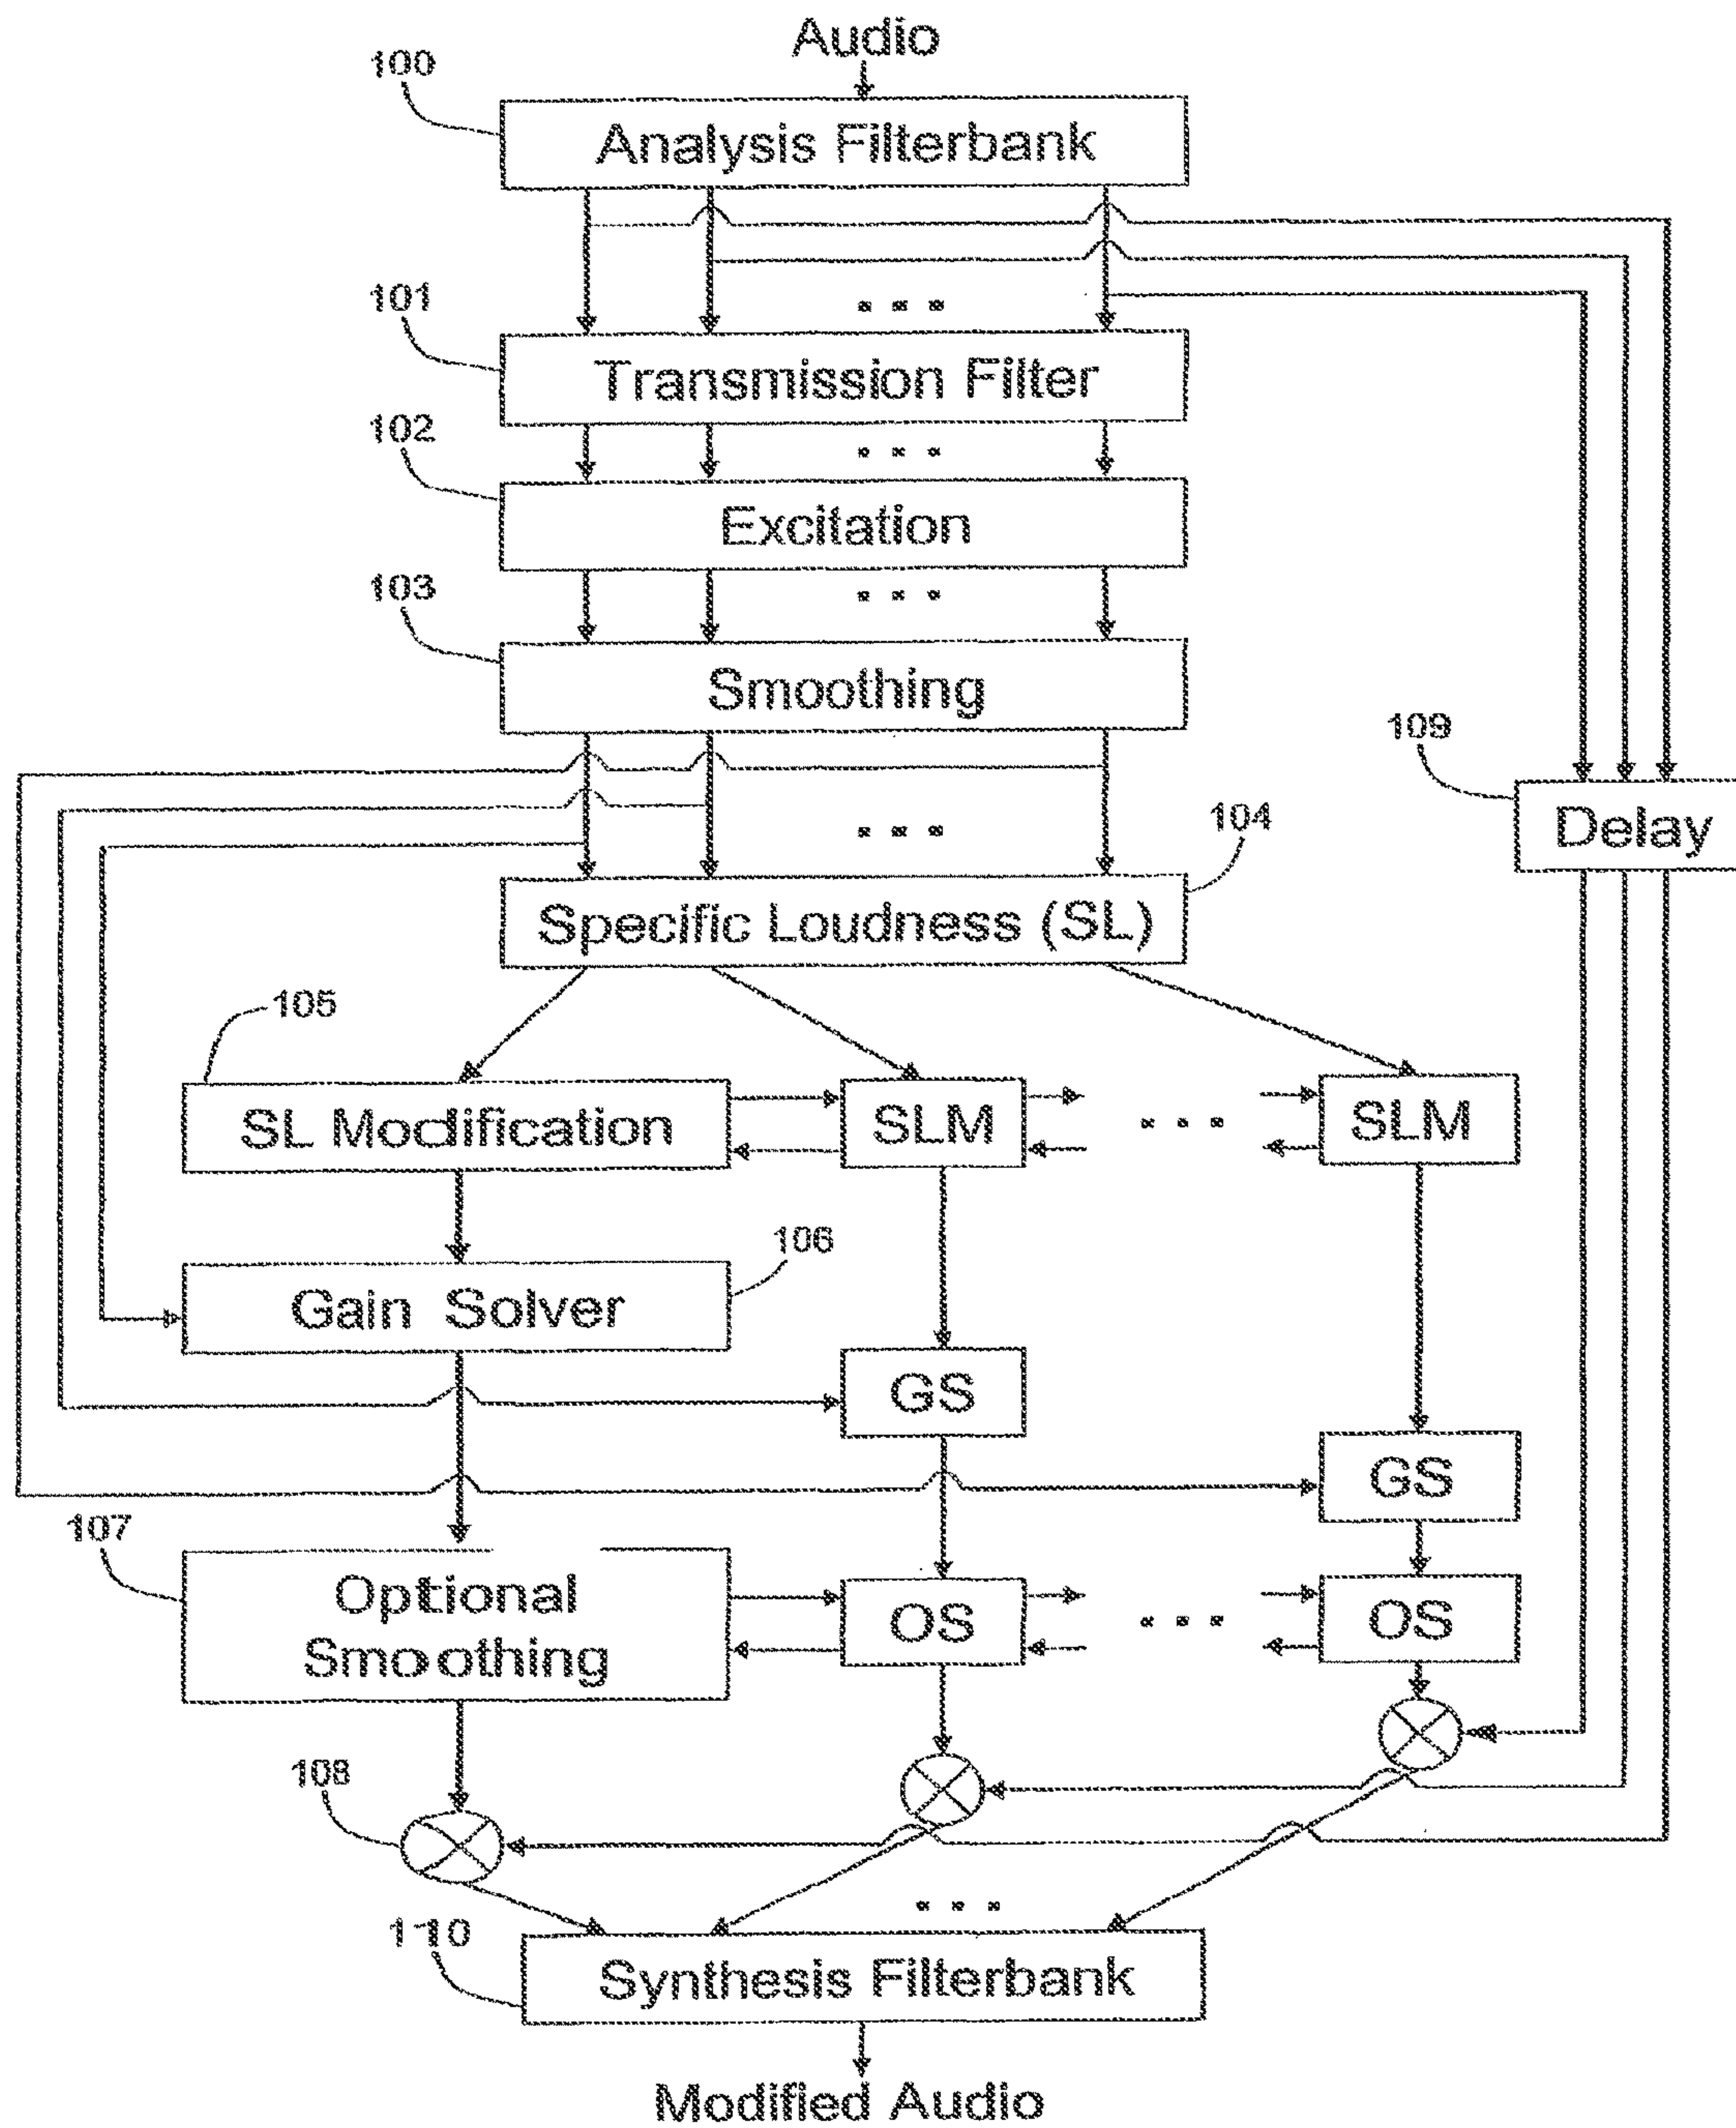 Audio
100
Analysis Filterbank
101
. . .
Transmission Filter
102
. . .
Excitation
103
. . .
Smoothing
109
Delay
. . .
104
Specific Loudness (SL)
105
SL Modification
SLM
. . .
SLM
106
Gain Solver
GS
GS
107
Optional
Smoothing
OS
. . .
OS
108
. . .
110
Synthesis Filterbank
Modified Audio